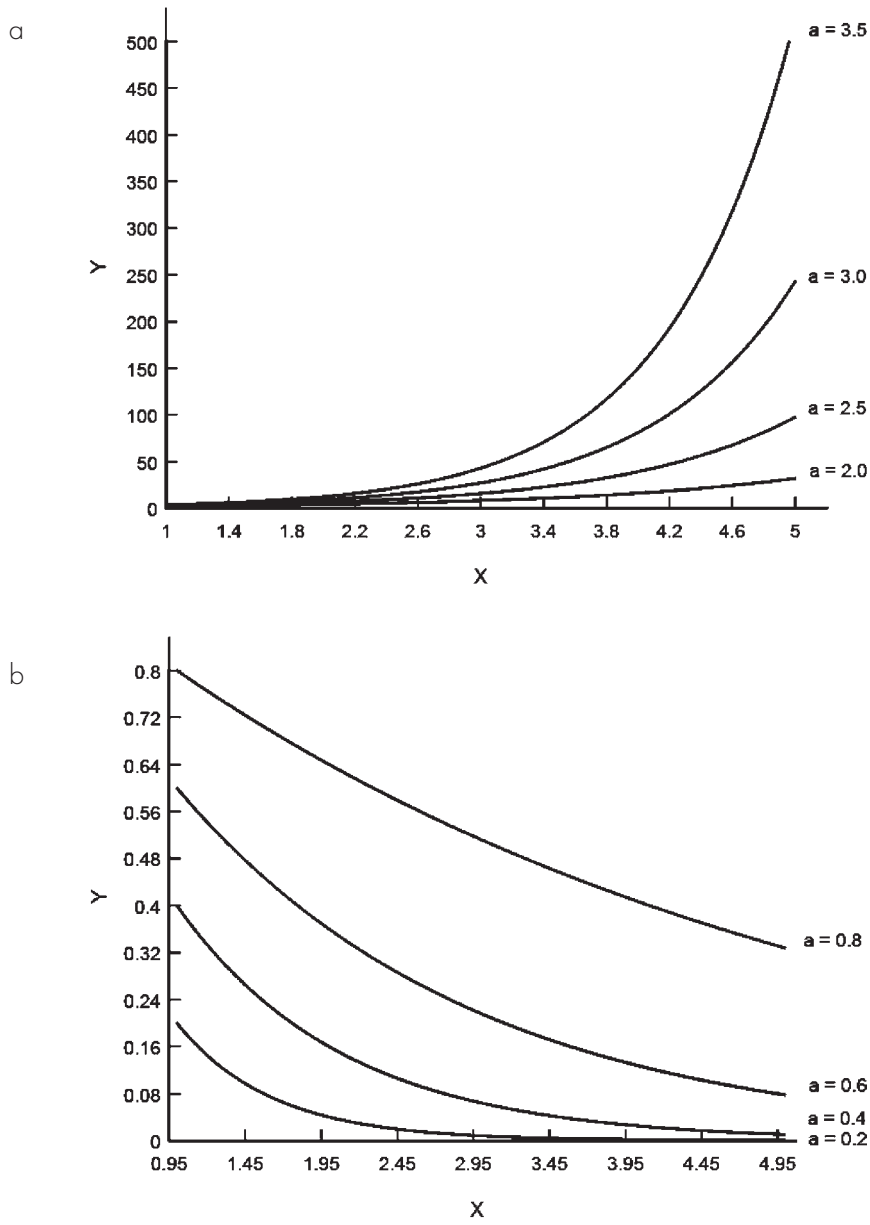 a
a = 3.5
500
450
400
350
300
Y
250
a = 3.0
200
150
100
a = 2.5
50
a = 2.0
0
1 1.4 1.8 2.2 2.6 3 3.4 3.8 4.2 4.6 5
X
b
0.8
0.72
0.64
0.56
0.48
Y
0.4
a = 0.8
0.32
0.24
0.16
0.08
a = 0.6
a = 0.4
a = 0.2
0
0.95 1.45 1.95 2.45 2.95 3.45 3.95 4.45 4.95
X